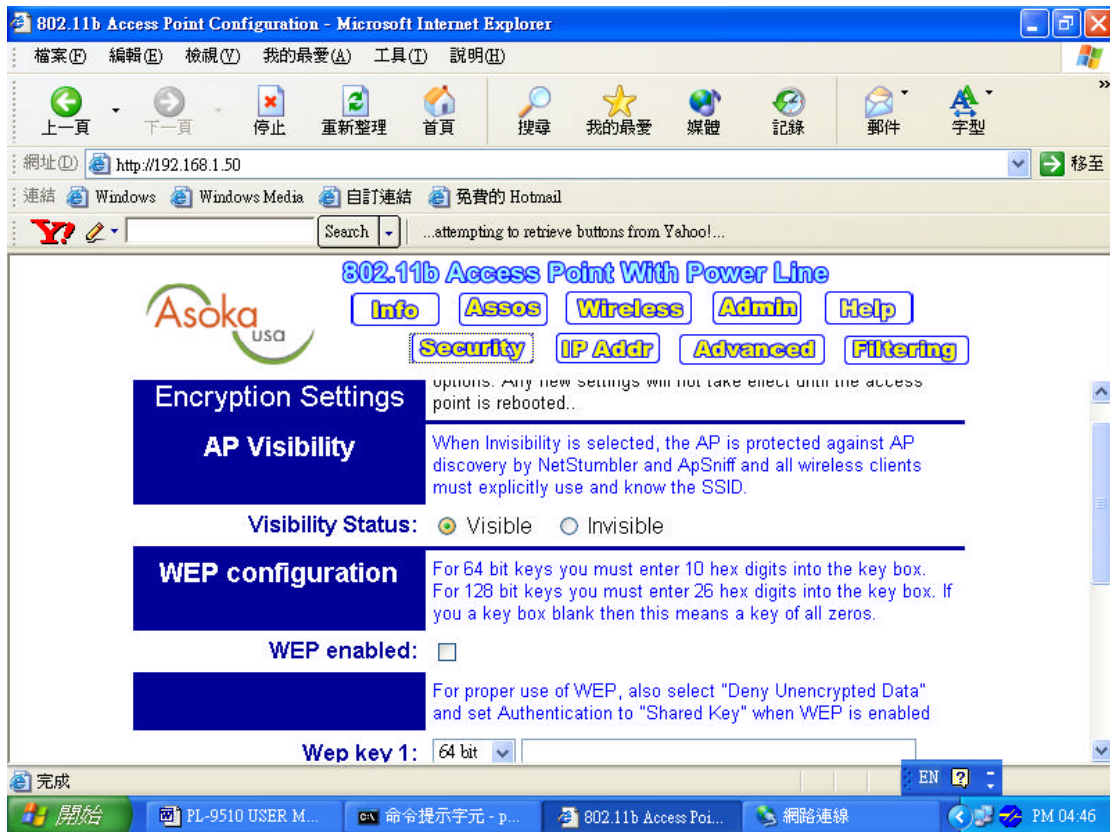 802.11b Access Point Configuration - Microsoft Internet Explorer
檔案(F) 編輯(E) 檢視(V) 我的最愛(A) 工具(T) 說明(H)
上一頁 下一頁 停止 重新整理 首頁 搜尋 我的最愛 媒體 記錄 郵件 字型
網址(D) http://192.168.1.50 移至
連結 Windows Windows Media 自訂連結 免費的 Hotmail
Y! Search ...attempting to retrieve buttons from Yahoo!...
802.11b Access Point With Power Line
Asoka usa
Info Assos Wireless Admin Help
Security IP Addr Advanced Filtering
Encryption Settings
options. Any new settings will not take effect until the access
point is rebooted..
AP Visibility
When Invisibility is selected, the AP is protected against AP
discovery by NetStumbler and ApSniff and all wireless clients
must explicitly use and know the SSID.
Visibility Status: Visible Invisible
WEP configuration
For 64 bit keys you must enter 10 hex digits into the key box.
For 128 bit keys you must enter 26 hex digits into the key box. If
you a key box blank then this means a key of all zeros.
WEP enabled:
For proper use of WEP, also select "Deny Unencrypted Data"
and set Authentication to "Shared Key" when WEP is enabled
Wep key 1: 64 bit
完成
EN
開始 PL-9510 USER M... 命令提示字元 - p... 802.11b Access Poi... 網路連線 PM 04:46